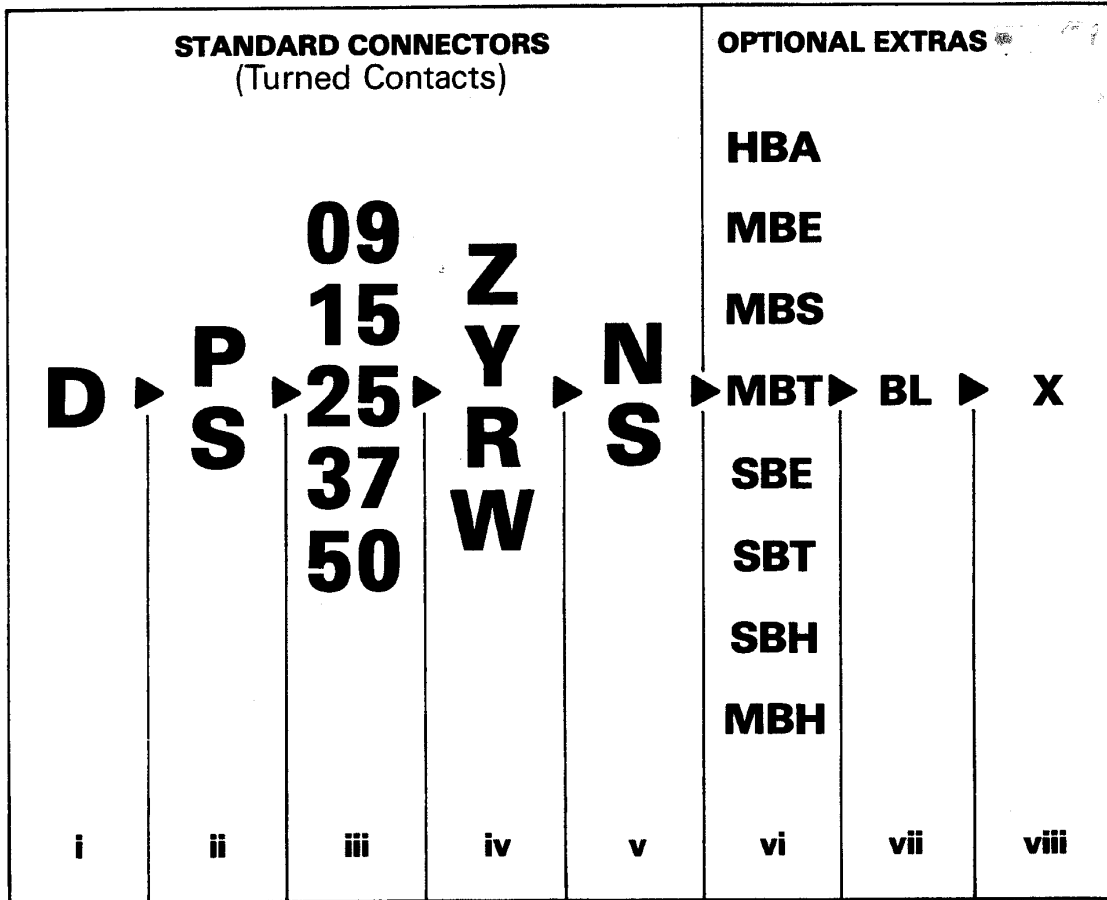 STANDARD CONNECTORS
(Turned Contacts)
OPTIONAL EXTRAS
D
P
S
09
15
25
37
50
Z
Y
R
W
N
S
HBA
MBE
MBS
MBT
SBE
SBT
SBH
MBH
BL
X
i
ii
iii
iv
v
vi
vii
viii